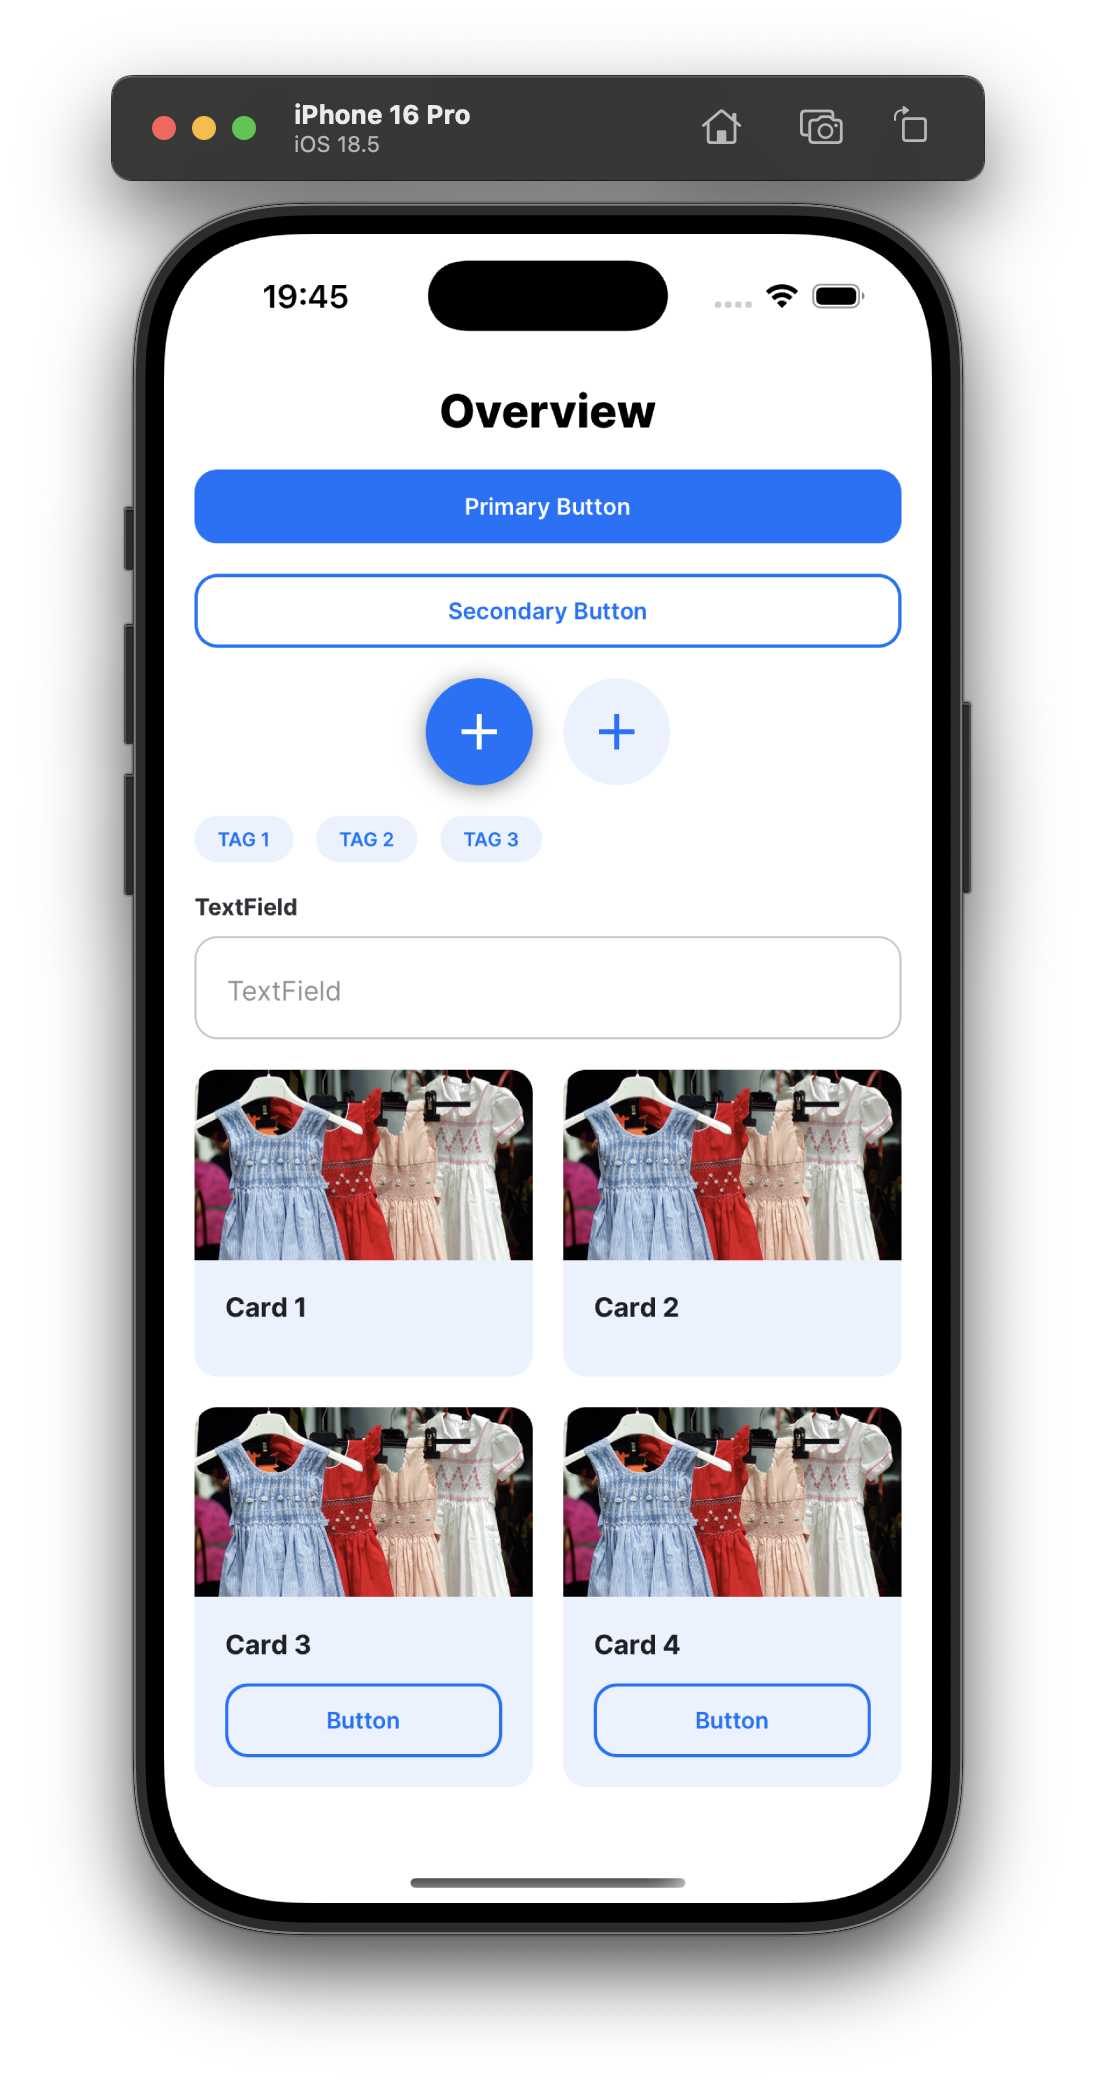 iPhone 16 Pro
iOS 18.5
19:45
Overview
Primary Button
Secondary Button
TAG 1 TAG 2 TAG 3
TextField
TextField
Card 1 Card 2
Card 3 Card 4
Button Button